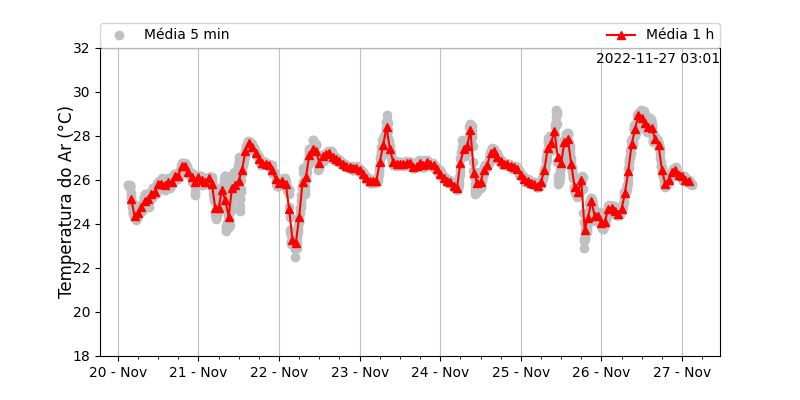 Média 5 min
Média 1 h
2022-11-27 03:01
Temperatura do Ar (°C)
32
30
28
26
24
22
20
18
20 - Nov
21 - Nov
22 - Nov
23 - Nov
24 - Nov
25 - Nov
26 - Nov
27 - Nov